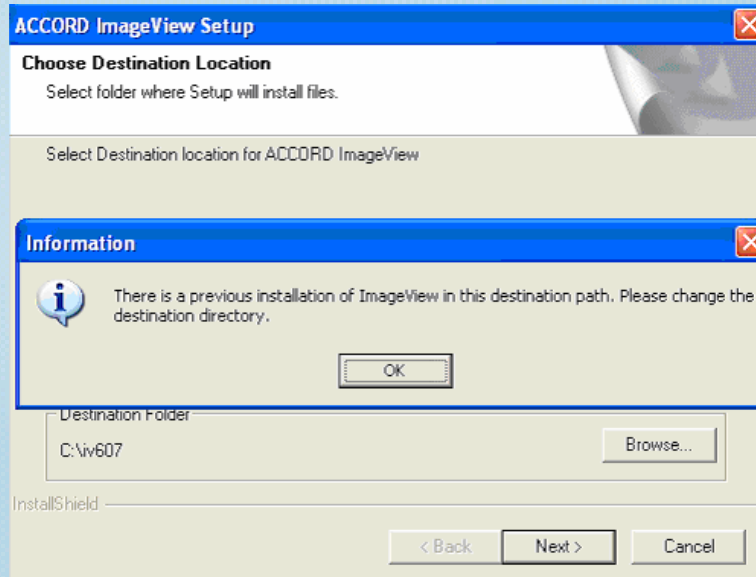 ACCORD ImageView Setup
Choose Destination Location
Select folder where Setup will install files.
Select Destination location for ACCORD ImageView
Information
There is a previous installation of ImageView in this destination path. Please change the
destination directory.
OK
Destination Folder
C:\iv607
Browse...
InstallShield
< Back
Next >
Cancel